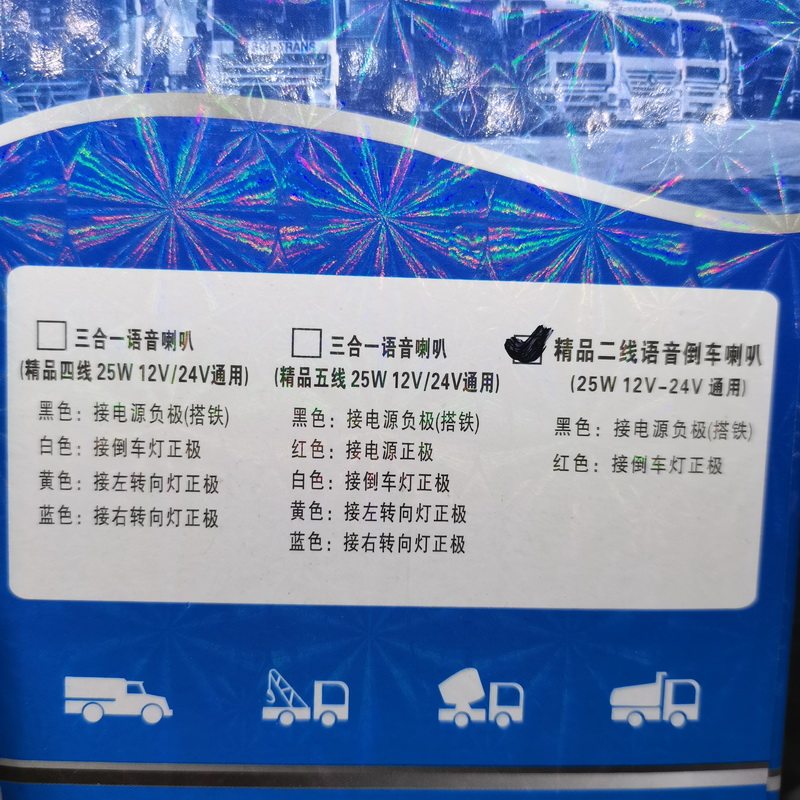 三合一语音喇叭
(精品四线 25W 12V/24V通用)
黑色：接电源负极(搭铁)
白色：接倒车灯正极
黄色：接左转向灯正极
蓝色：接右转向灯正极
三合一语音喇叭
(精品五线 25W 12V/24V通用)
黑色：接电源负极(搭铁)
红色：接电源正极
白色：接倒车灯正极
黄色：接左转向灯正极
蓝色：接右转向灯正极
精品二线语音倒车喇叭
(25W 12V-24V 通用)
黑色：接电源负极(搭铁)
红色：接倒车灯正极